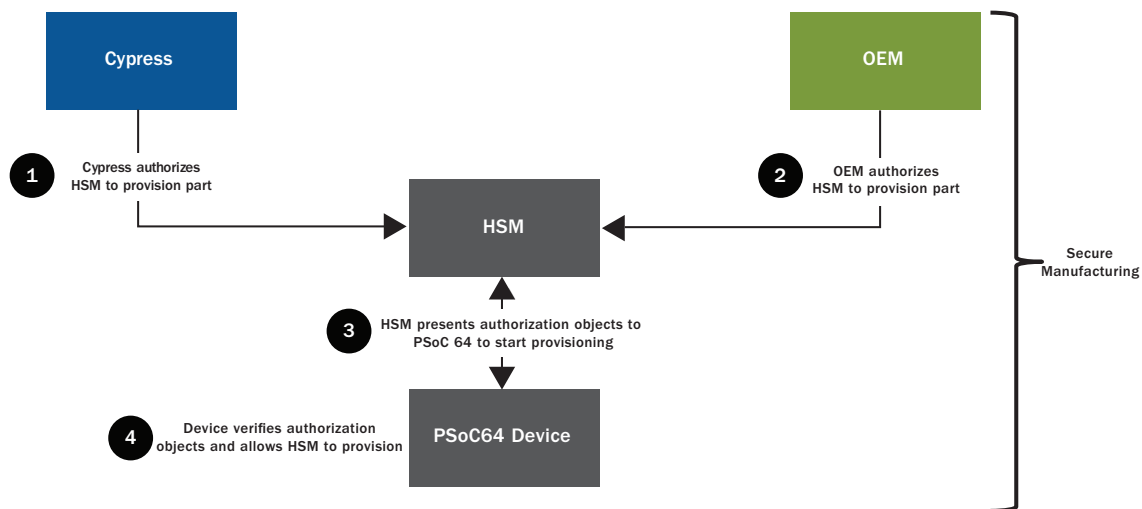 Cypress
OEM
1
Cypress authorizes
HSM to provision part
2
OEM authorizes
HSM to provision part
HSM
Secure
Manufacturing
3
HSM presents authorization objects to
PSoC 64 to start provisioning
4
Device verifies authorization
objects and allows HSM to provision
PSoC64 Device